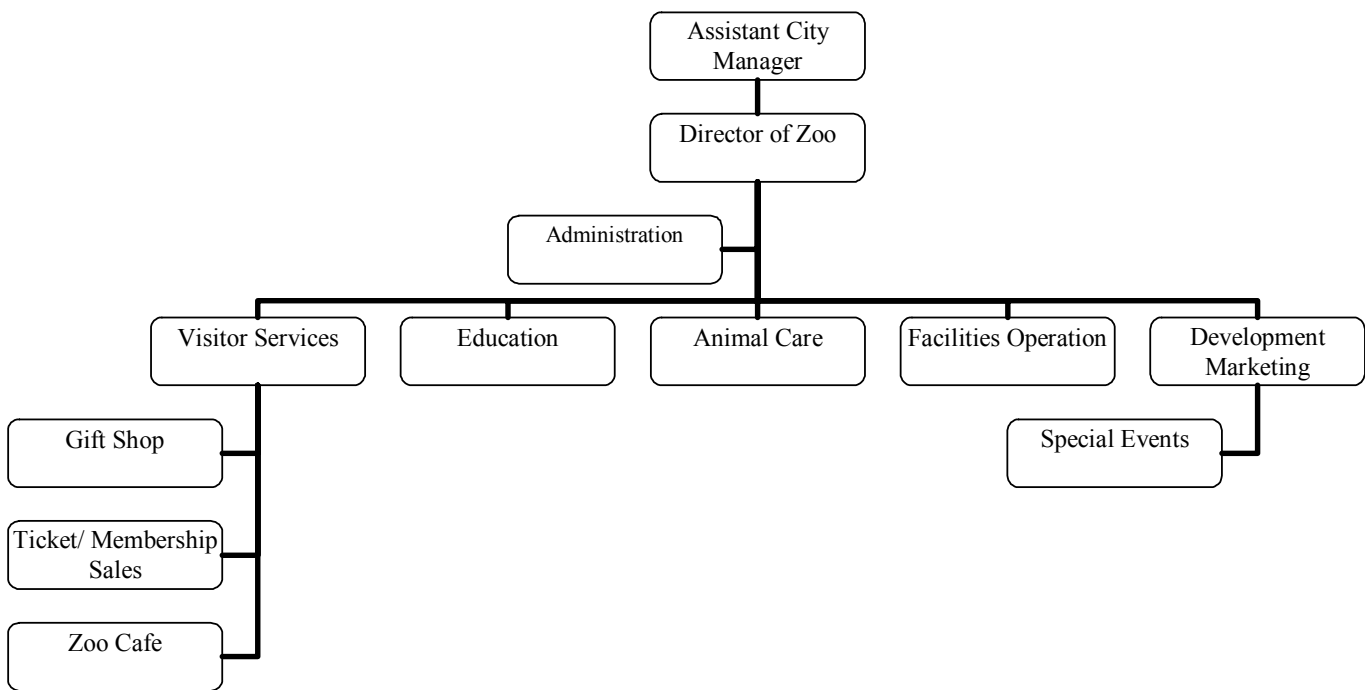 Assistant City
Manager
Director of Zoo
Administration
Visitor Services
Education
Animal Care
Facilities Operation
Development
Marketing
Gift Shop
Special Events
Ticket/ Membership
Sales
Zoo Cafe